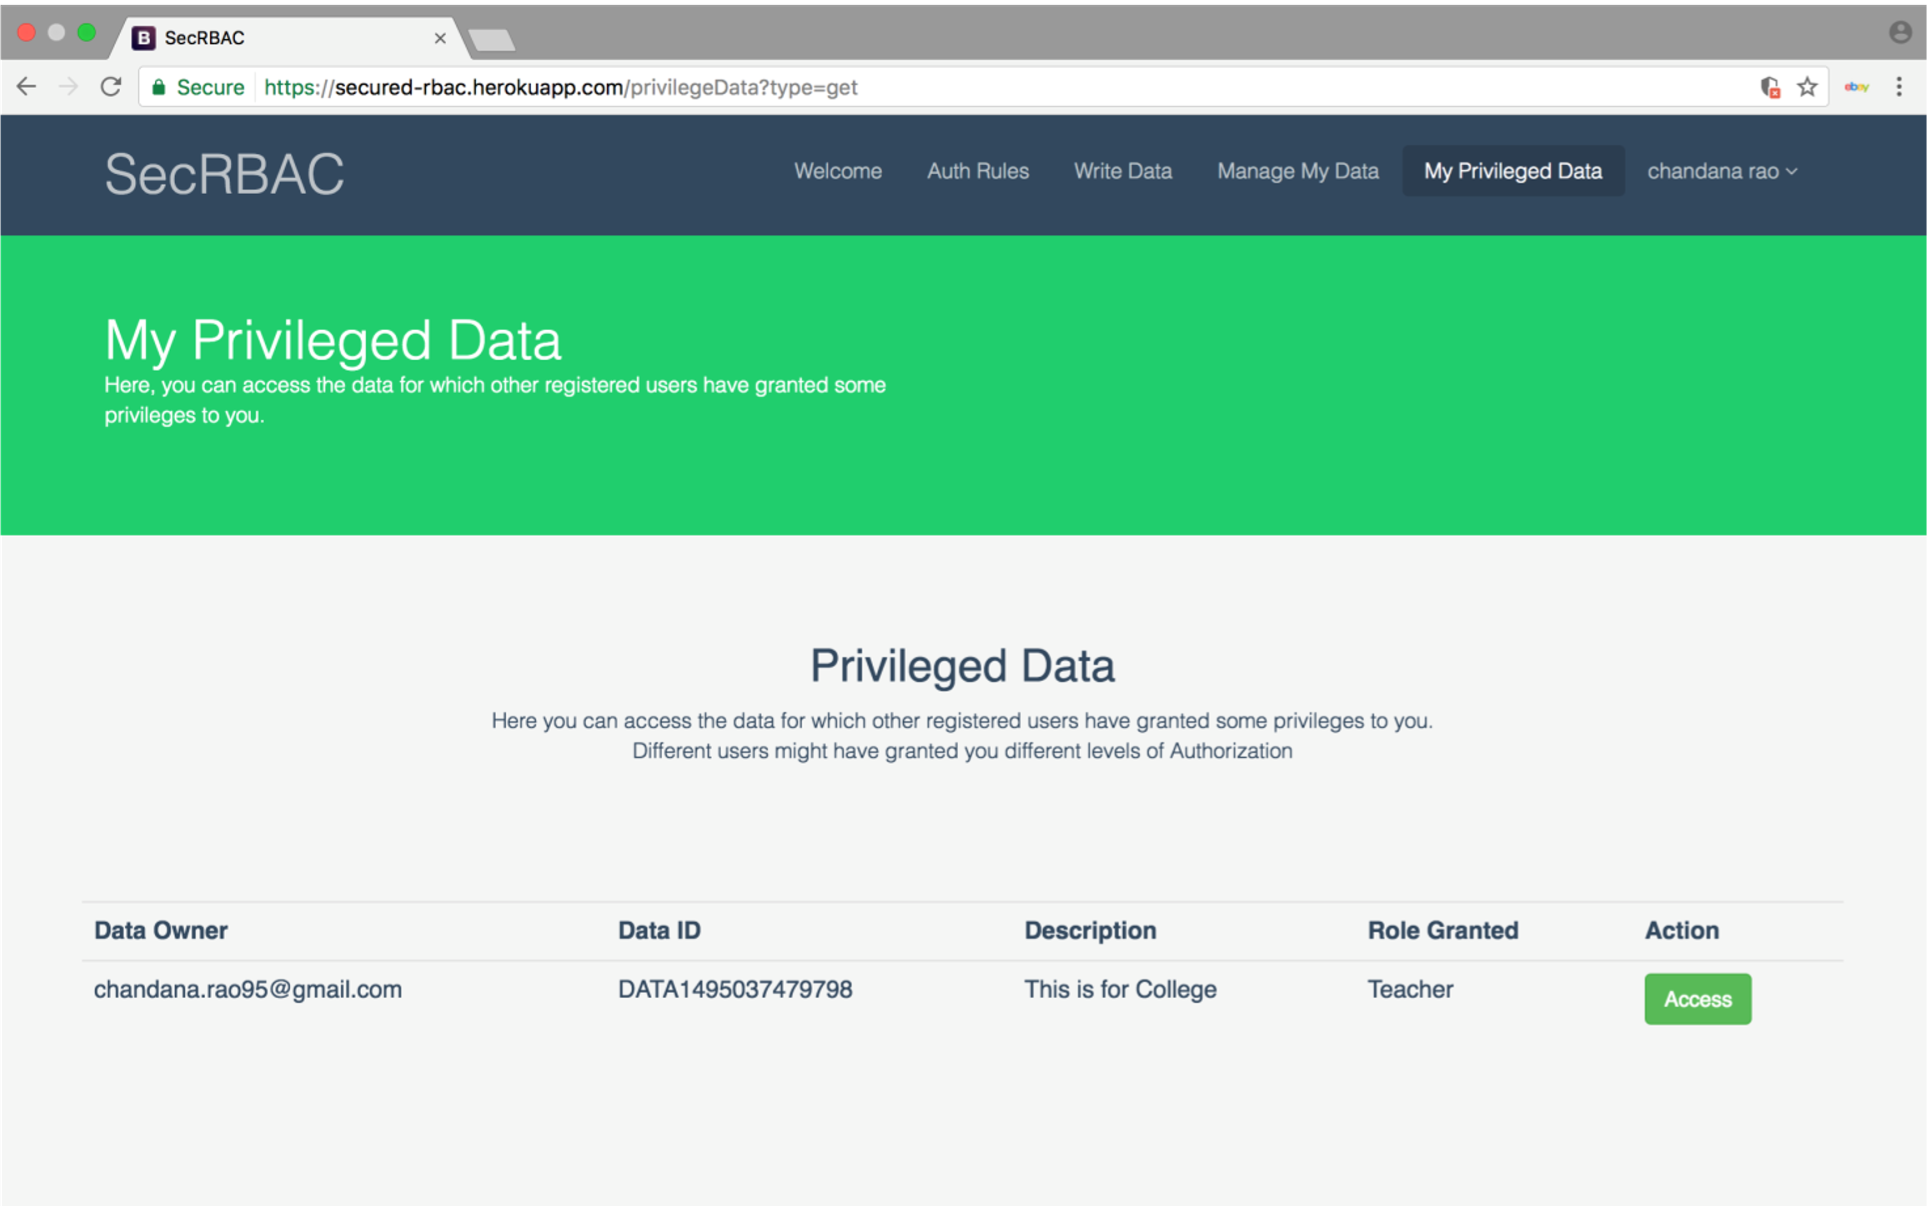 B SecRBAC ×
Secure https://secured-rbac.herokuapp.com/privilegeData?type=get ebay
SecRBAC Welcome Auth Rules Write Data Manage My Data My Privileged Data chandana rao
My Privileged Data
Here, you can access the data for which other registered users have granted some
privileges to you.
Privileged Data
Here you can access the data for which other registered users have granted some privileges to you.
Different users might have granted you different levels of Authorization
Data Owner Data ID Description Role Granted Action
chandana.rao95@gmail.com DATA1495037479798 This is for College Teacher Access